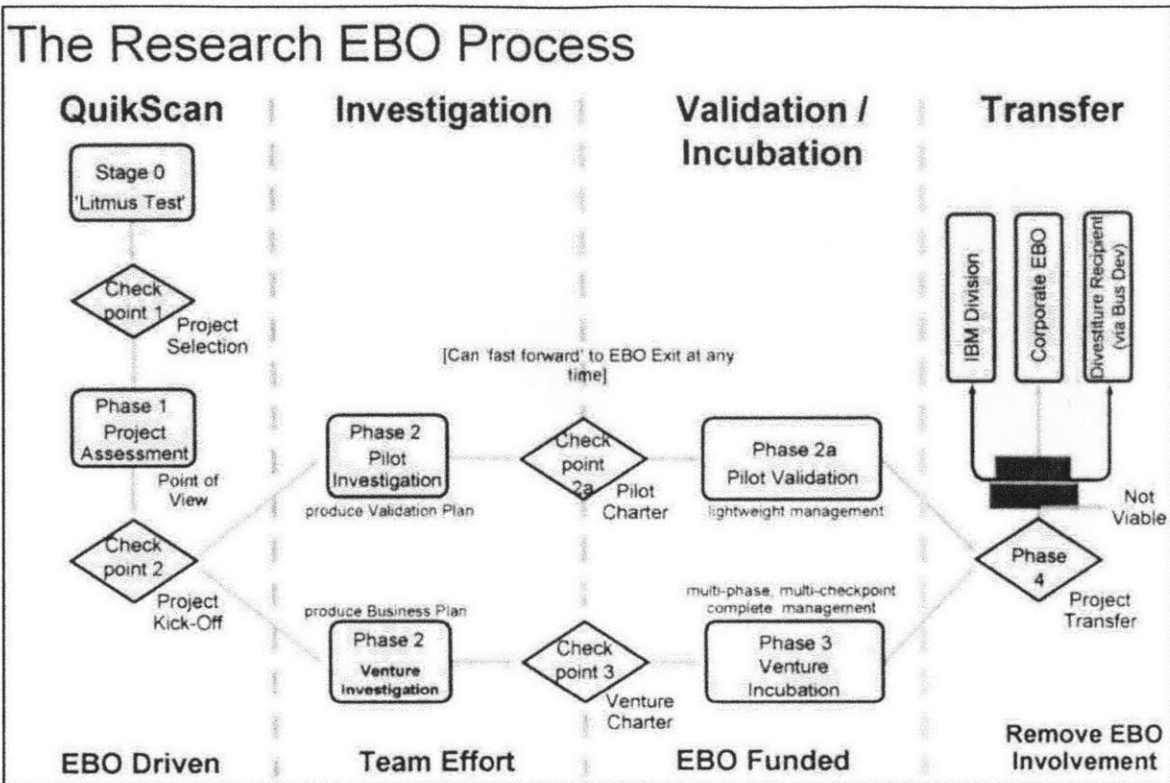 The Research EBO Process
QuikScan
Investigation
Validation /
Incubation
Transfer
Stage 0
'Litmus Test'
Check
point 1
Project
Selection
Phase 1
Project
Assessment
Point of
View
Check
point 2
Project
Kick-Off
[Can 'fast forward' to EBO Exit at any
time]
Phase 2
Pilot
Investigation
produce Validation Plan
Check
point
2a
Pilot
Charter
Phase 2a
Pilot Validation
lightweight management
produce Business Plan
Phase 2
Venture
Investigation
Check
point 3
Venture
Charter
multi-phase, multi-checkpoint
complete management
Phase 3
Venture
Incubation
IBM Division
Corporate EBO
Divestiture Recipient
(via Bus Dev)
Not
Viable
Phase
4
Project
Transfer
EBO Driven
Team Effort
EBO Funded
Remove EBO
Involvement